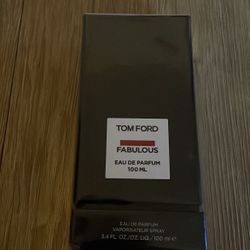 TOM FORD
FABULOUS
EAU DE PARFUM
100 ML
EAU DE PARFUM
VAPORISATEUR SPRAY
3.4 FL. OZ./OZ. LIQ./100 ml ℮